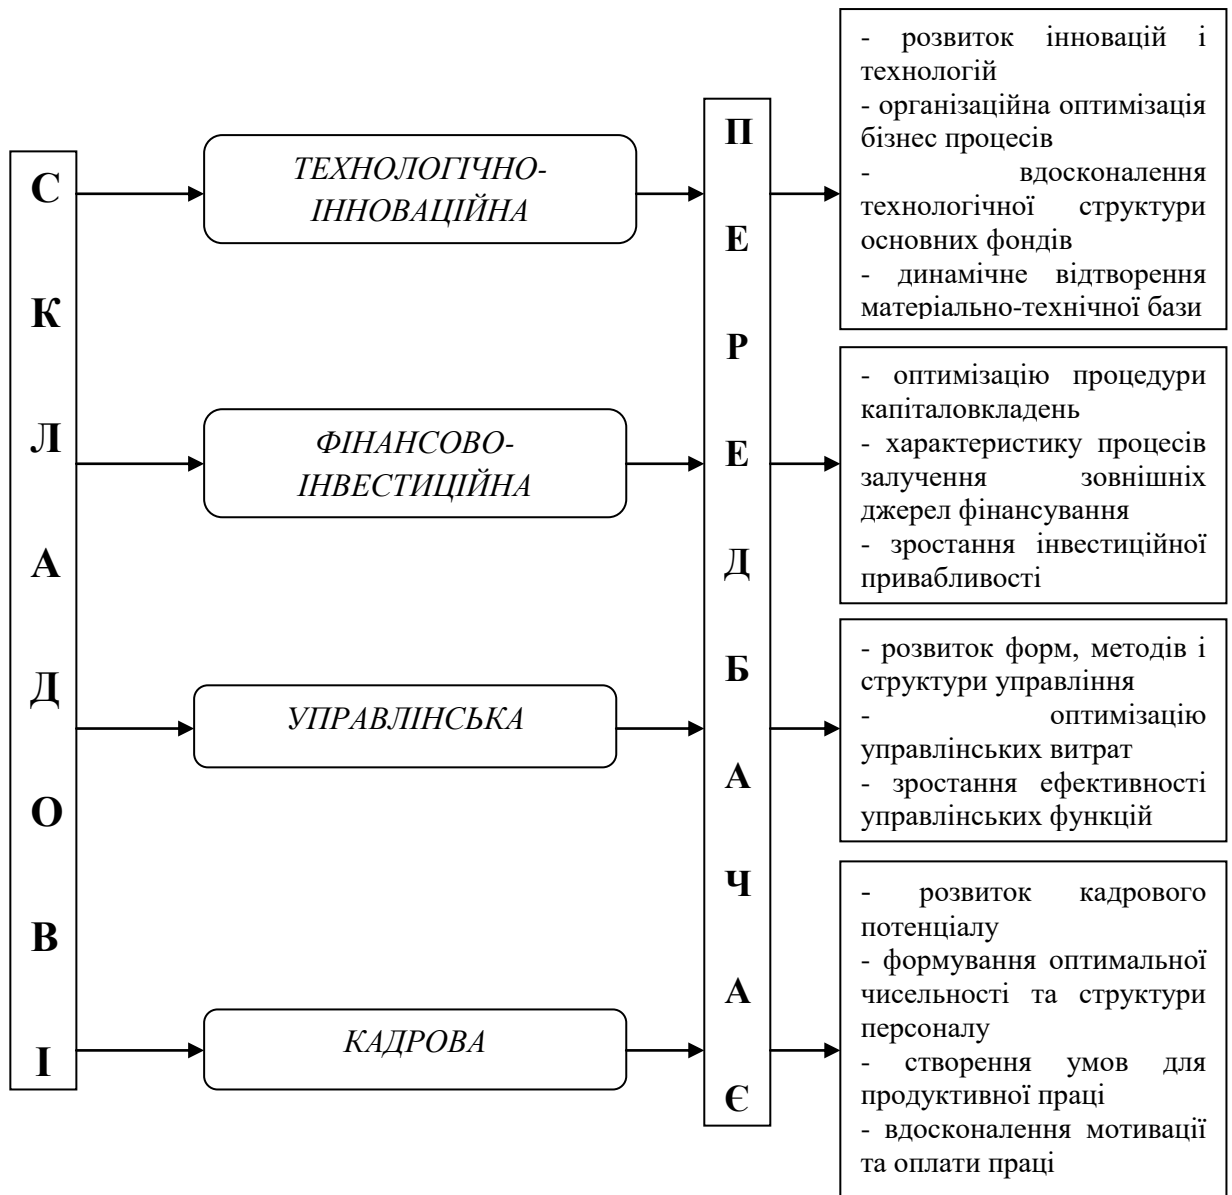 СКЛАДОВІ
ТЕХНОЛОГІЧНО-
ІННОВАЦІЙНА
ФІНАНСОВО-
ІНВЕСТИЦІЙНА
УПРАВЛІНСЬКА
КАДРОВА
ПЕРЕДБАЧАЄ
- розвиток інновацій і
технологій
- організаційна оптимізація
бізнес процесів
- вдосконалення
технологічної структури
основних фондів
- динамічне відтворення
матеріально-технічної бази
- оптимізацію процедури
капіталовкладень
- характеристику процесів
залучення зовнішніх
джерел фінансування
- зростання інвестиційної
привабливості
- розвиток форм, методів і
структури управління
- оптимізацію
управлінських витрат
- зростання ефективності
управлінських функцій
- розвиток кадрового
потенціалу
- формування оптимальної
чисельності та структури
персоналу
- створення умов для
продуктивної праці
- вдосконалення мотивації
та оплати праці